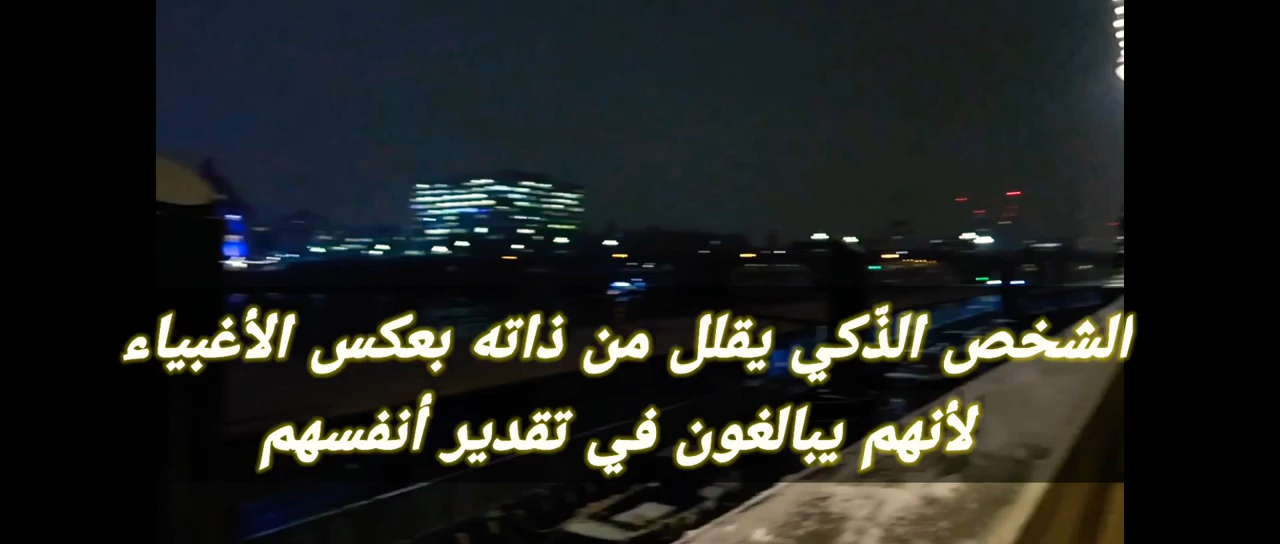 الشخص الذّكي يقلل من ذاته بعكس الأغبياء
لأنهم يبالغون في تقدير أنفسهم